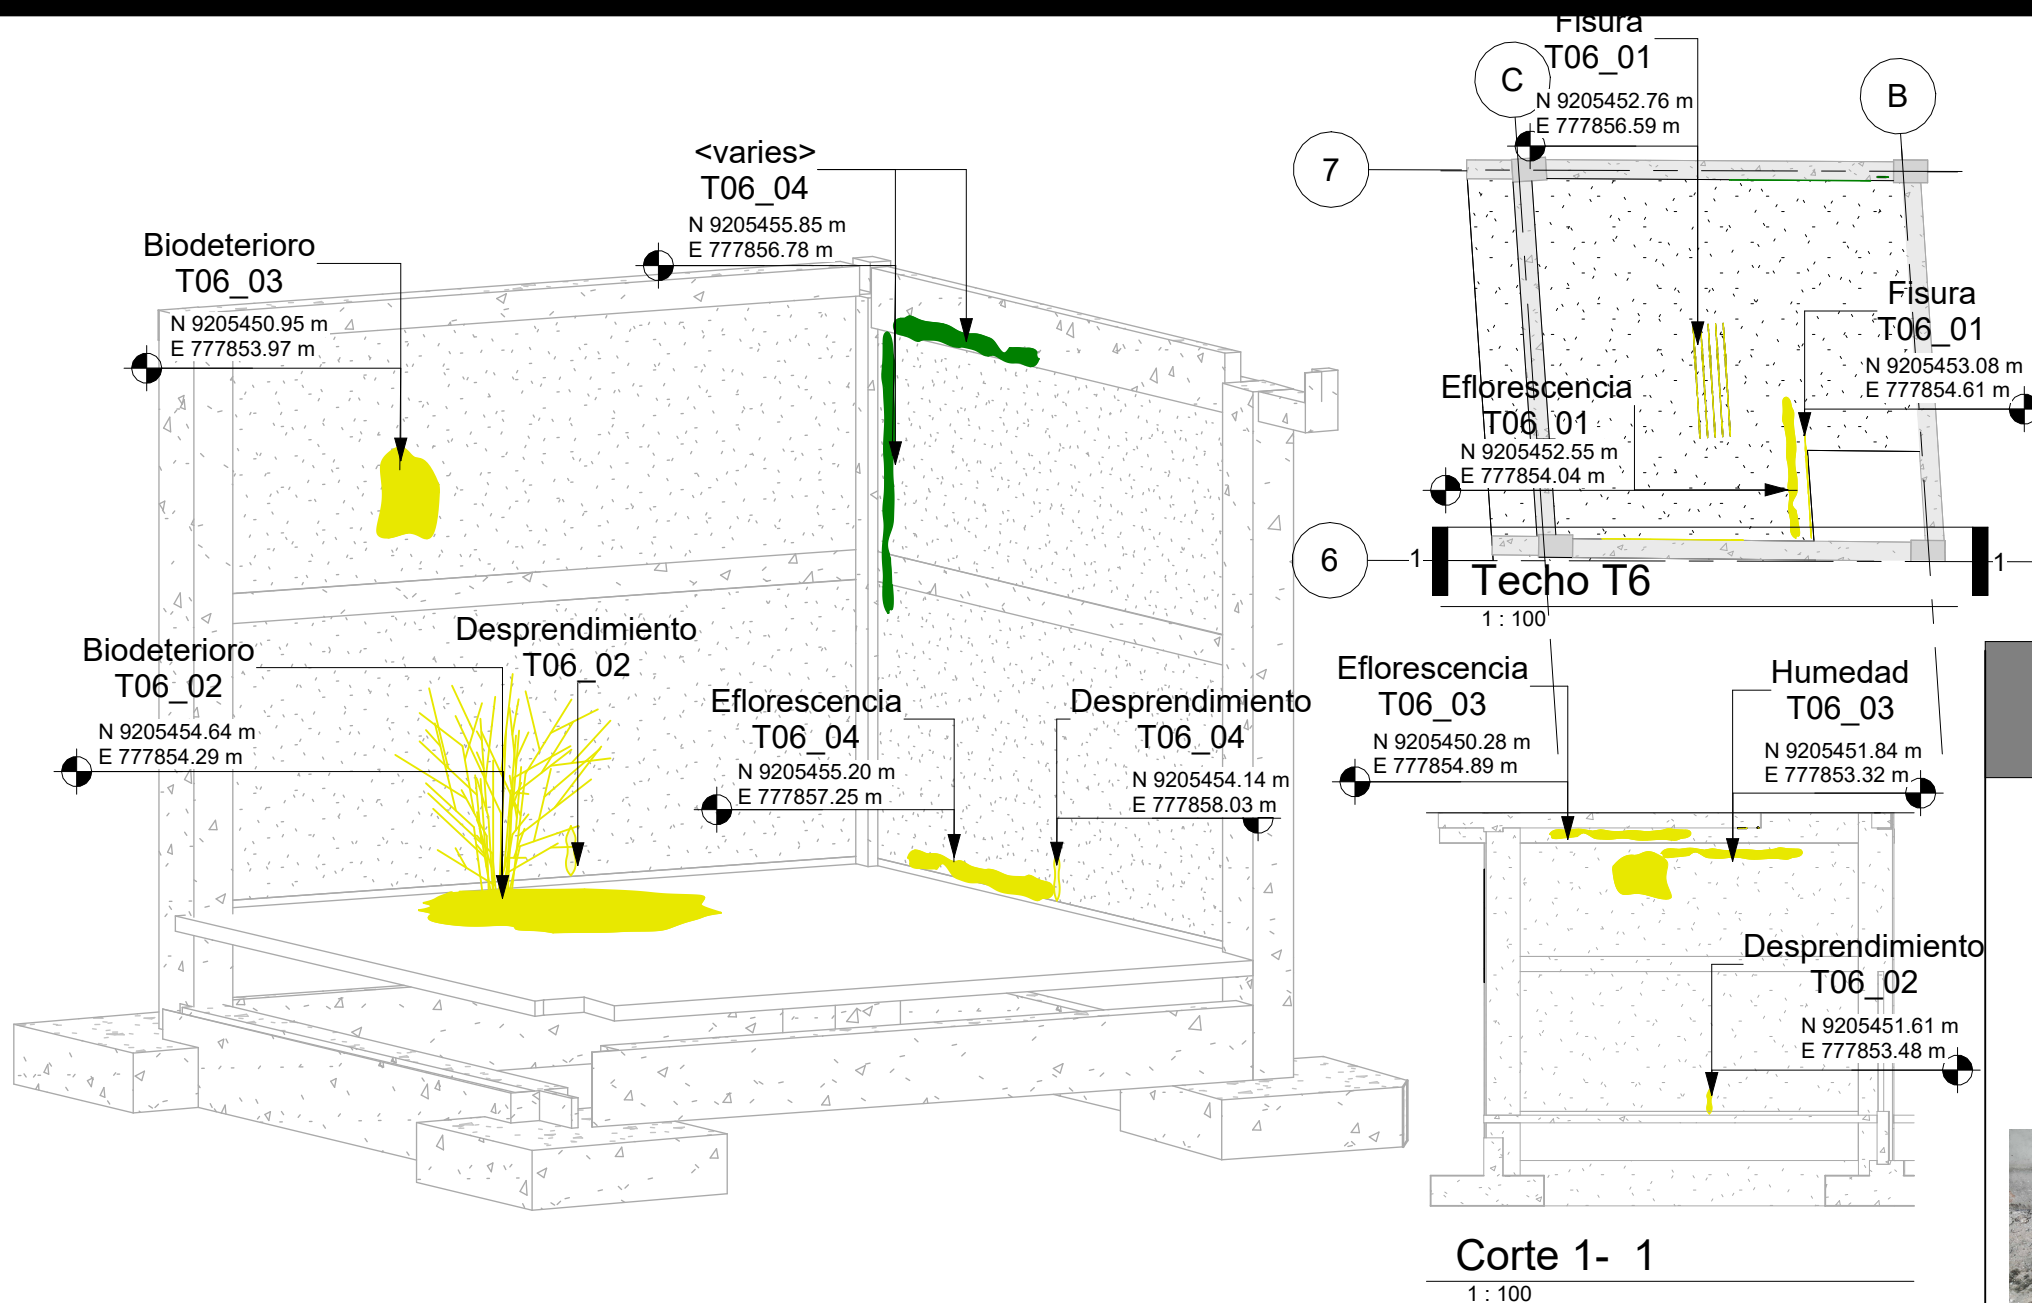 <varies>
T06_04
N 9205455.85 m
E 777856.78 m
Biodeterioro
T06_03
N 9205450.95 m
E 777853.97 m
Biodeterioro
T06_02
N 9205454.64 m
E 777854.29 m
Desprendimiento
T06_02
Eflorescencia
T06_04
N 9205455.20 m
E 777857.25 m
Desprendimiento
T06_04
N 9205454.14 m
E 777858.03 m
Fisura
T06_01
N 9205452.76 m
E 777856.59 m
C
B
7
Fisura
T06_01
N 9205453.08 m
E 777854.61 m
Eflorescencia
T06_01
N 9205452.55 m
E 777854.04 m
6
1
1
Techo T6
1 : 100
Eflorescencia
T06_03
N 9205450.28 m
E 777854.89 m
Humedad
T06_03
N 9205451.84 m
E 777853.32 m
Desprendimiento
T06_02
N 9205451.61 m
E 777853.48 m
Corte 1- 1
1 : 100